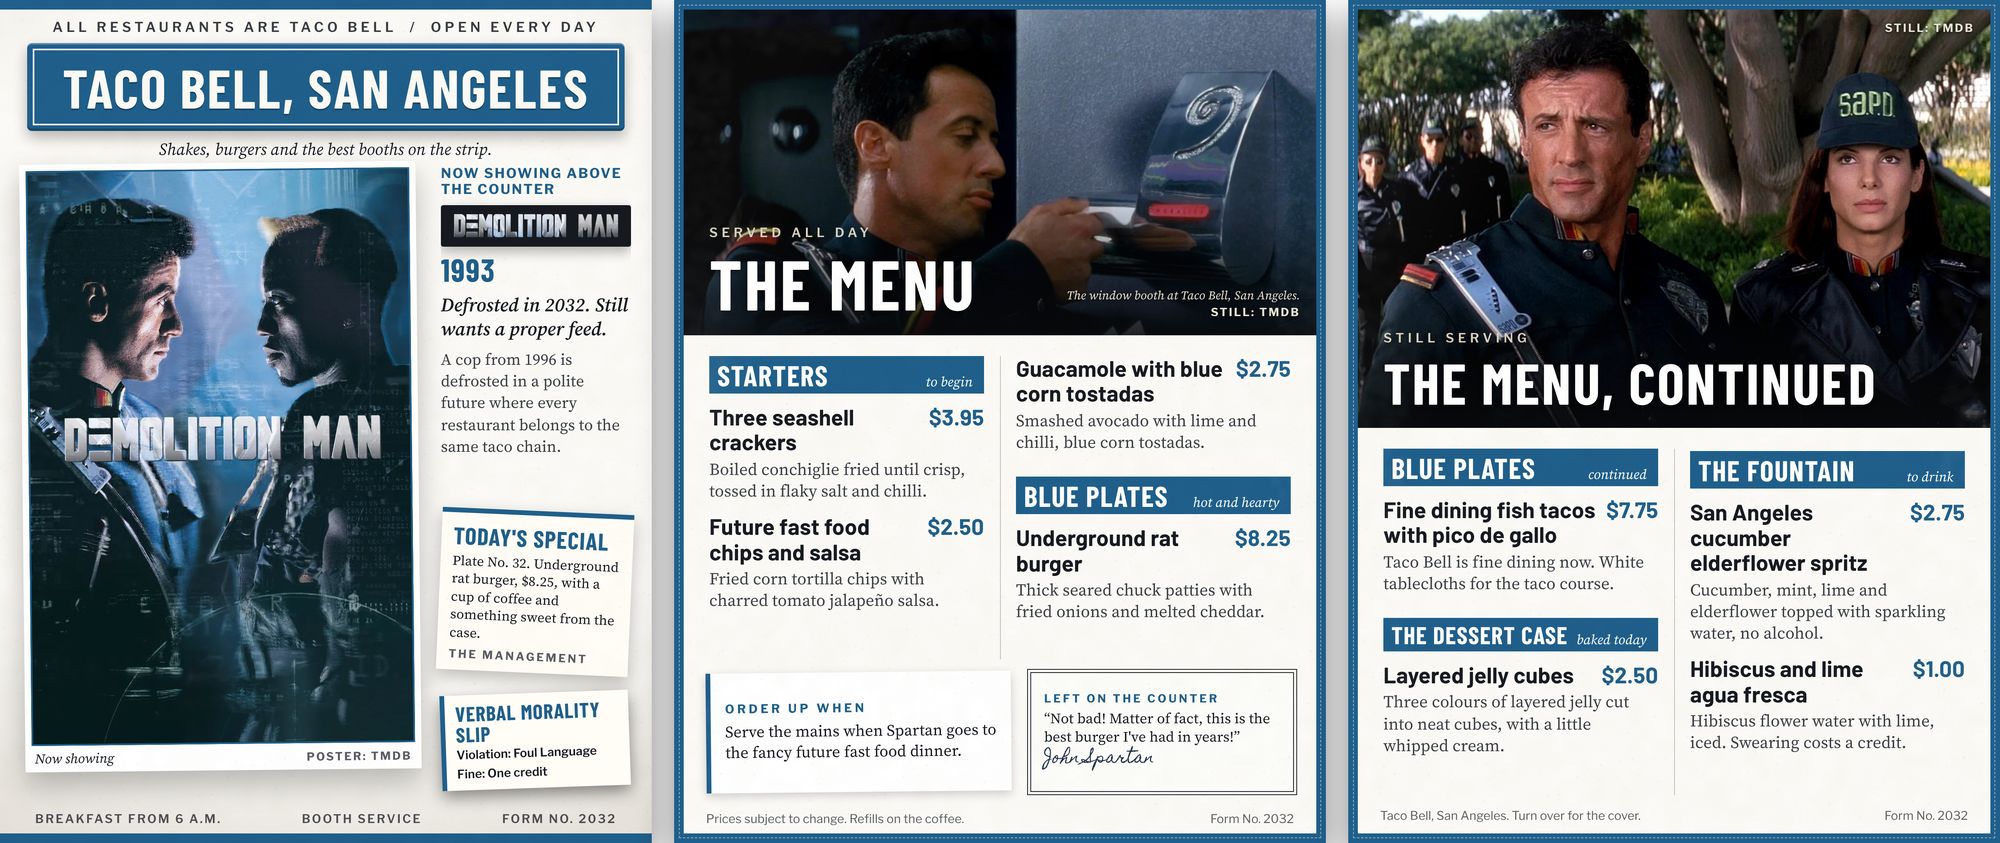 ALL RESTAURANTS ARE TACO BELL / OPEN EVERY DAY
TACO BELL, SAN ANGELES
Shakes, burgers and the best booths on the strip.
DEMOLITION MAN
Now showing
POSTER: TMDB
NOW SHOWING ABOVE
THE COUNTER
DEMOLITION MAN
1993
Defrosted in 2032. Still
wants a proper feed.
A cop from 1996 is
defrosted in a polite
future where every
restaurant belongs to the
same taco chain.
TODAY'S SPECIAL
Plate No. 32. Underground
rat burger, $8.25, with a
cup of coffee and
something sweet from the
case.
THE MANAGEMENT
VERBAL MORALITY
SLIP
Violation: Foul Language
Fine: One credit
BREAKFAST FROM 6 A.M.
BOOTH SERVICE
FORM NO. 2032
SERVED ALL DAY
THE MENU
The window booth at Taco Bell, San Angeles.
STILL: TMDB
STARTERS to begin
Three seashell $3.95
crackers
Boiled conchiglie fried until crisp,
tossed in flaky salt and chilli.
Future fast food $2.50
chips and salsa
Fried corn tortilla chips with
charred tomato jalapeño salsa.
Guacamole with blue $2.75
corn tostadas
Smashed avocado with lime and
chilli, blue corn tostadas.
BLUE PLATES hot and hearty
Underground rat $8.25
burger
Thick seared chuck patties with
fried onions and melted cheddar.
ORDER UP WHEN
Serve the mains when Spartan goes to
the fancy future fast food dinner.
LEFT ON THE COUNTER
“Not bad! Matter of fact, this is the
best burger I've had in years!”
John Spartan
Prices subject to change. Refills on the coffee.
Form No. 2032
STILL: TMDB
SAPD
STILL SERVING
THE MENU, CONTINUED
BLUE PLATES continued
Fine dining fish tacos $7.75
with pico de gallo
Taco Bell is fine dining now. White
tablecloths for the taco course.
THE DESSERT CASE baked today
Layered jelly cubes $2.50
Three colours of layered jelly cut
into neat cubes, with a little
whipped cream.
THE FOUNTAIN to drink
San Angeles $2.75
cucumber
elderflower spritz
Cucumber, mint, lime and
elderflower topped with sparkling
water, no alcohol.
Hibiscus and lime $1.00
agua fresca
Hibiscus flower water with lime,
iced. Swearing costs a credit.
Taco Bell, San Angeles. Turn over for the cover.
Form No. 2032